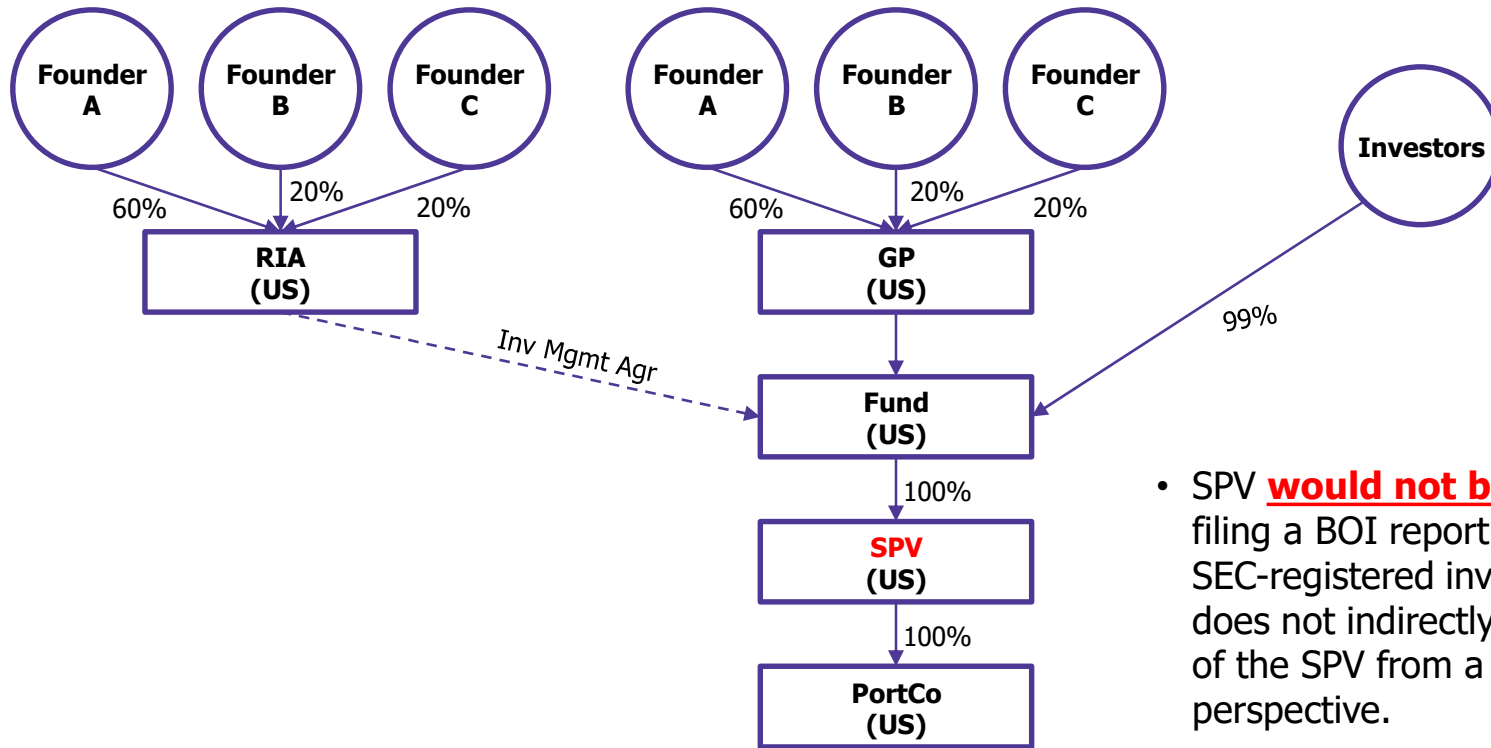 Founder
A
Founder
B
Founder
C
Founder
A
Founder
B
Founder
C
Investors
60%
20%
20%
60%
20%
20%
RIA
(US)
GP
(US)
99%
Inv Mgmt Agr
Fund
(US)
100%
SPV
(US)
100%
PortCo
(US)
• SPV would not b
filing a BOI report
SEC-registered inv
does not indirectly
of the SPV from a
perspective.